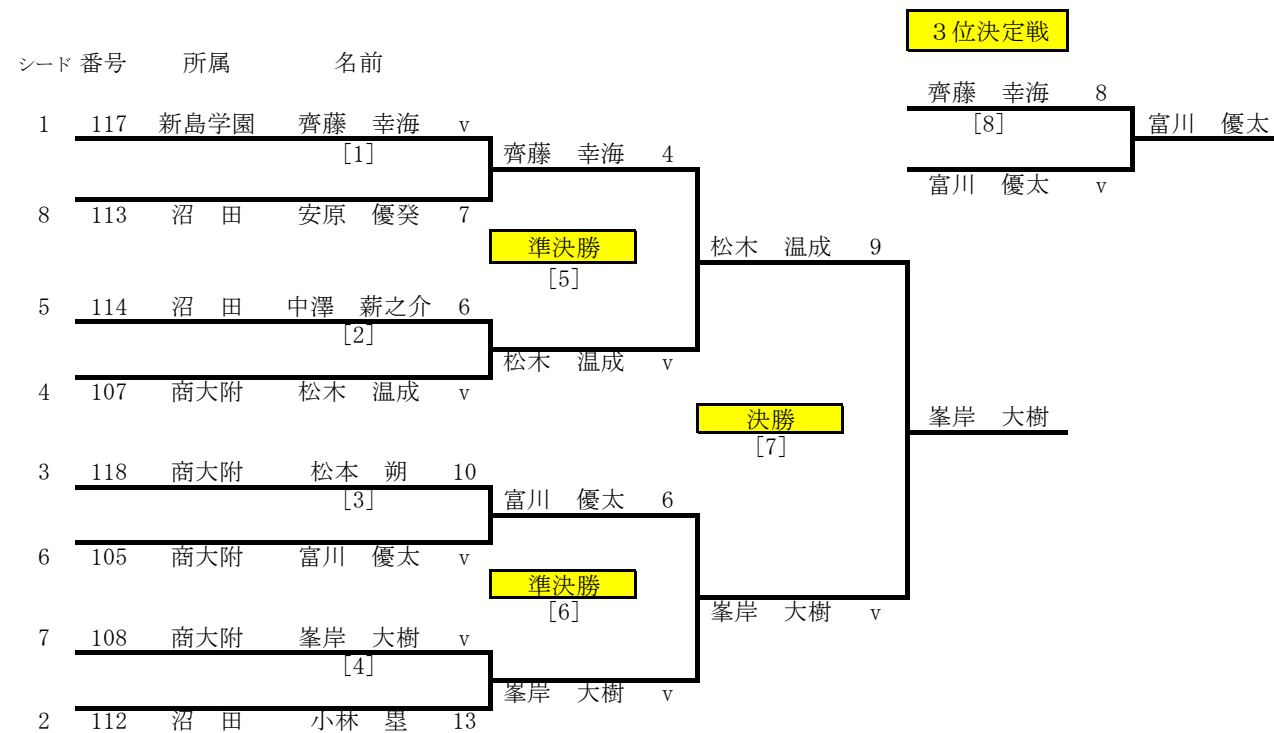 ３位決定戦
シード 番号 所属 名前
齊藤 幸海 8
[8]
富川 優太
富川 優太 v
1 117 新島学園 齊藤 幸海 v
[1]
齊藤 幸海 4
8 113 沼 田 安原 優癸 7
準決勝
[5]
松木 温成 9
5 114 沼 田 中澤 薪之介 6
[2]
松木 温成 v
4 107 商大附 松木 温成 v
決勝
[7]
峯岸 大樹
3 118 商大附 松本 朔 10
[3]
富川 優太 6
6 105 商大附 富川 優太 v
準決勝
[6]
峯岸 大樹 v
7 108 商大附 峯岸 大樹 v
[4]
峯岸 大樹 v
2 112 沼 田 小林 塁 13